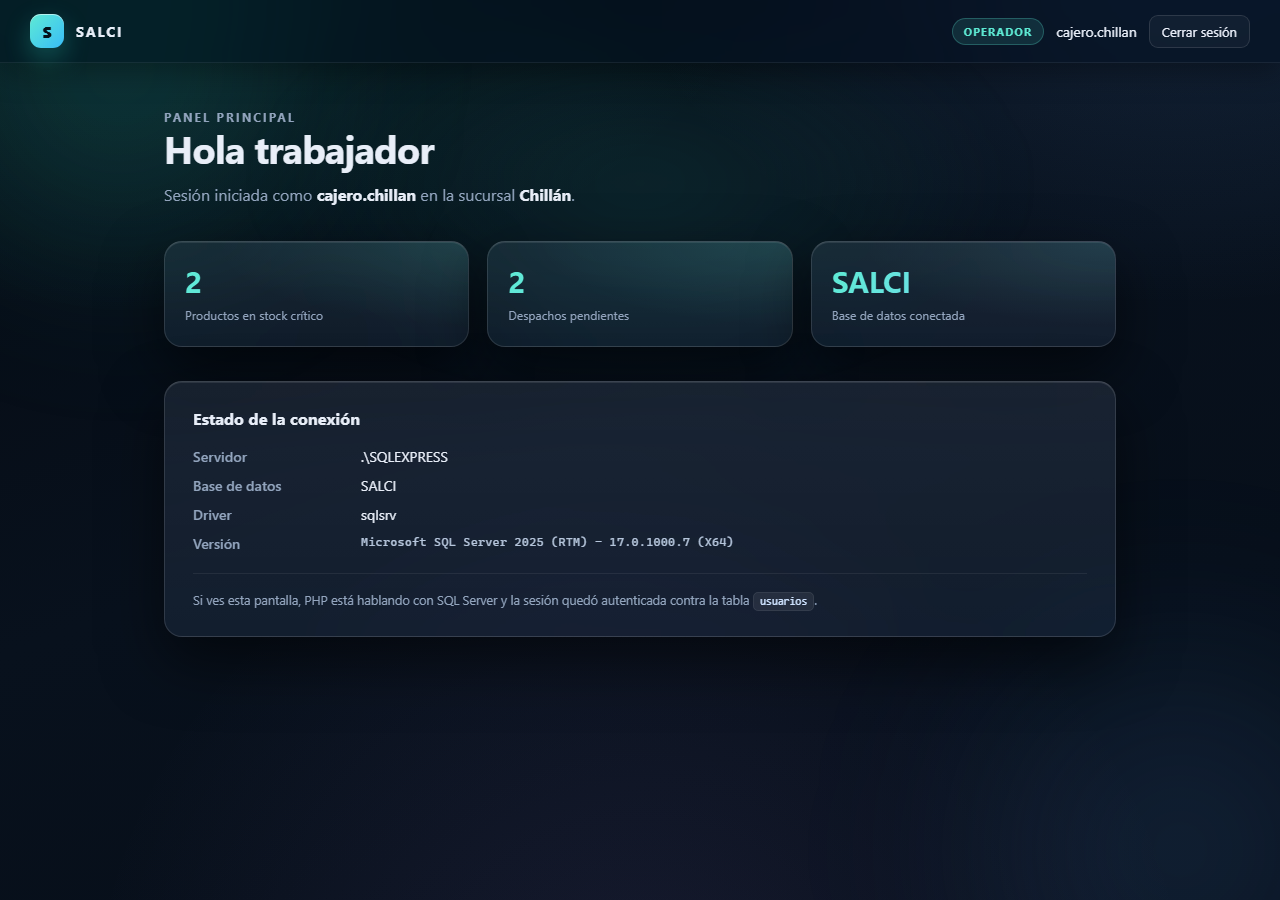 S SALCI
OPERADOR cajero.chillan Cerrar sesión
PANEL PRINCIPAL
Hola trabajador
Sesión iniciada como cajero.chillan en la sucursal Chillán.
2
Productos en stock crítico
2
Despachos pendientes
SALCI
Base de datos conectada
Estado de la conexión
Servidor .\SQLEXPRESS
Base de datos SALCI
Driver sqlsrv
Versión Microsoft SQL Server 2025 (RTM) - 17.0.1000.7 (X64)
Si ves esta pantalla, PHP está hablando con SQL Server y la sesión quedó autenticada contra la tabla usuarios.